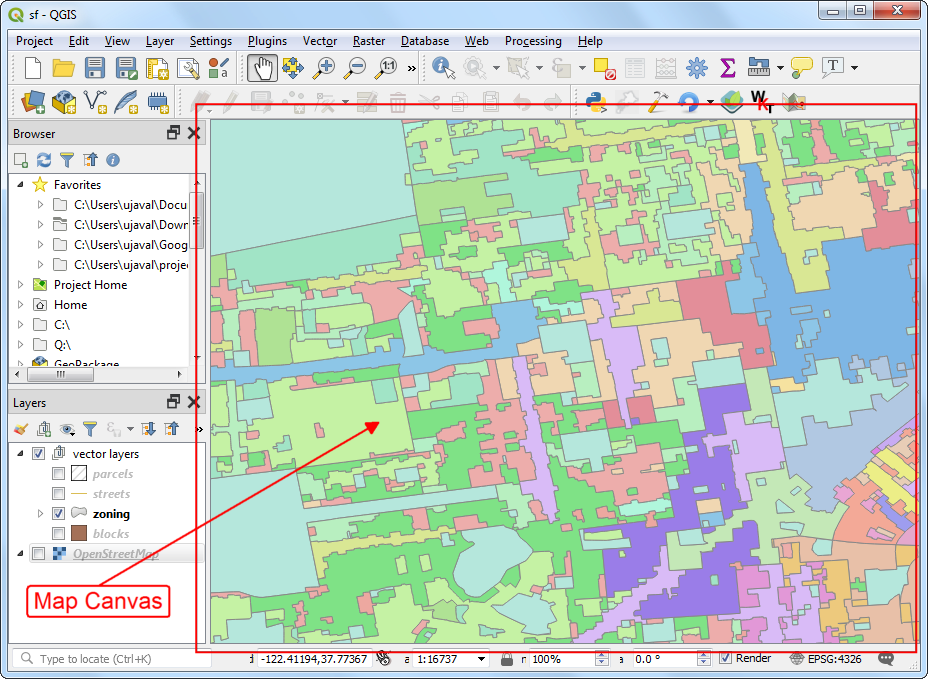 sf - QGIS
Project Edit View Layer Settings Plugins Vector Raster Database Web Processing Help
1:1
»
T
Browser
Favorites
C:\Users\ujaval\Docu
C:\Users\ujaval\Down
C:\Users\ujaval\Goog
C:\Users\ujaval\proje
Project Home
Home
C:\
Q:\
GeoPackage
Layers
»
vector layers
parcels
streets
zoning
blocks
OpenStreetMap
Map Canvas
Type to locate (Ctrl+K)
-122.41194,37.77367
1:16737
100%
0.0 °
Render
EPSG:4326